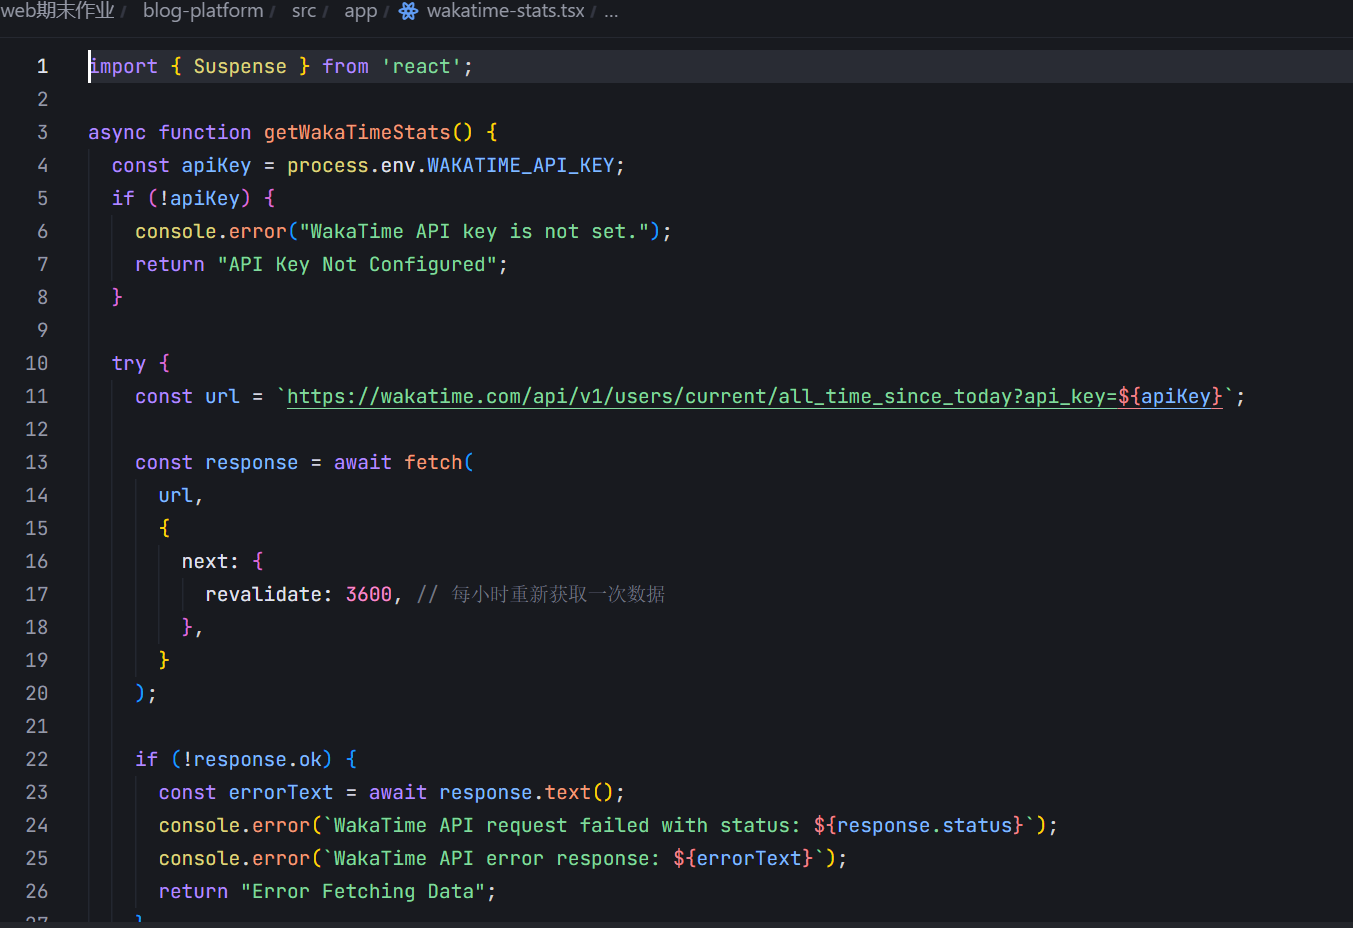 web期末作业 / blog-platform / src / app / wakatime-stats.tsx / ...
1 import { Suspense } from 'react';
2
3 async function getWakaTimeStats() {
4 const apiKey = process.env.WAKATIME_API_KEY;
5 if (!apiKey) {
6 console.error("WakaTime API key is not set.");
7 return "API Key Not Configured";
8 }
9
10 try {
11 const url = `https://wakatime.com/api/v1/users/current/all_time_since_today?api_key=${apiKey}`;
12
13 const response = await fetch(
14 url,
15 {
16 next: {
17 revalidate: 3600, // 每小时重新获取一次数据
18 },
19 }
20 );
21
22 if (!response.ok) {
23 const errorText = await response.text();
24 console.error(`WakaTime API request failed with status: ${response.status}`);
25 console.error(`WakaTime API error response: ${errorText}`);
26 return "Error Fetching Data";
27 }